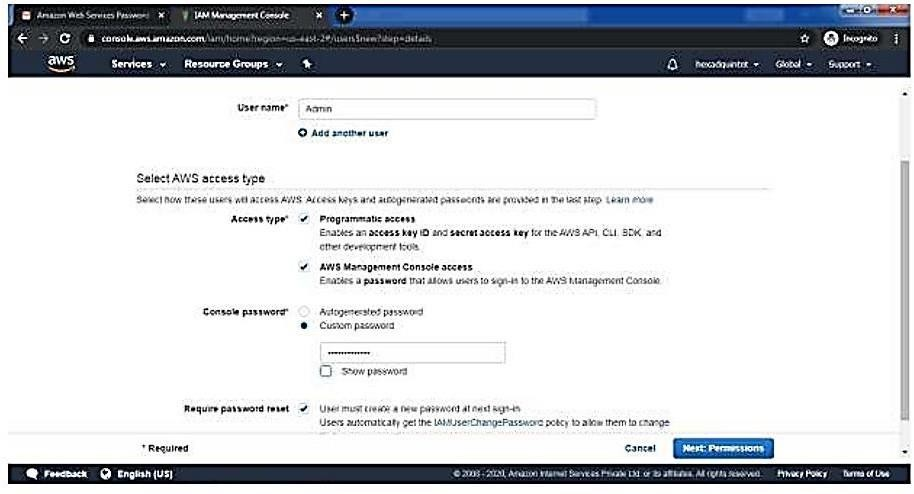 Amazon Web Services Password
IAM Management Console
console.aws.amazon.com/iam/home?region=us-east-2#/users$new?step=details
Incognito
aws
Services
Resource Groups
Global
Support
User name*
Admin
Add another user
Select AWS access type
Select how these users will access AWS. Access keys and autogenerated passwords are provided in the last step. Learn more
Access type*
Programmatic access
Enables an access key ID and secret access key for the AWS API, CLI, SDK, and
other development tools.
AWS Management Console access
Enables a password that allows users to sign-in to the AWS Management Console.
Console password*
Autogenerated password
Custom password
•••••••••••••
Show password
Require password reset
User must create a new password at next sign-in
Users automatically get the IAMUserChangePassword policy to allow them to change
* Required
Cancel
Next: Permissions
Feedback
English (US)
© 2008 - 2020, Amazon Internet Services Private Ltd. or its affiliates. All rights reserved.
Privacy Policy
Terms of Use